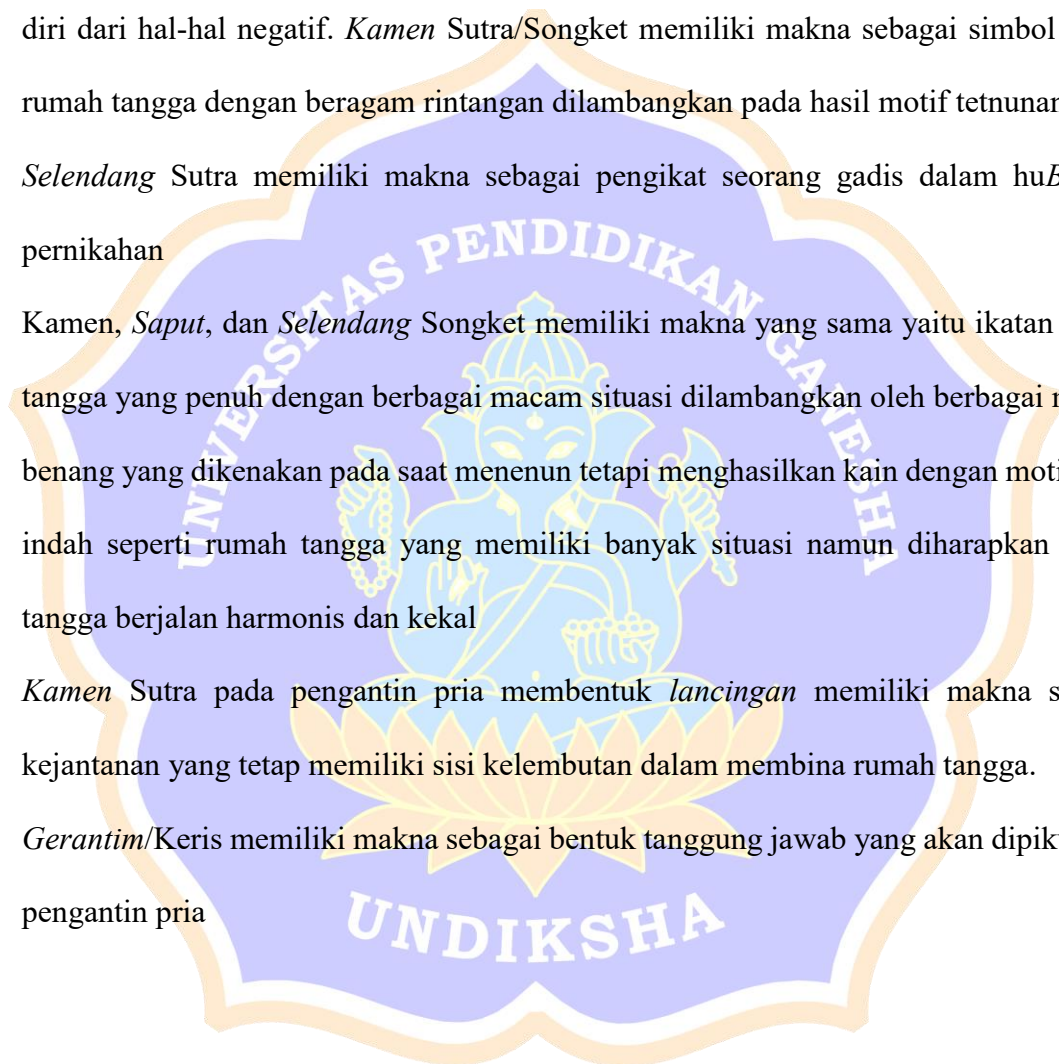 diri dari hal-hal negatif. Kamen Sutra/Songket memiliki makna sebagai simbol
rumah tangga dengan beragam rintangan dilambangkan pada hasil motif tetnunan
Selendang Sutra memiliki makna sebagai pengikat seorang gadis dalam
pernikahan
Kamen, Saput, dan Selendang Songket memiliki makna yang sama yaitu ikatan
tangga yang penuh dengan berbagai macam situasi dilambangkan oleh berbagai
benang yang dikenakan pada saat menenun tetapi menghasilkan kain dengan
indah seperti rumah tangga yang memiliki banyak situasi namun diharapkan
tangga berjalan harmonis dan kekal
Kamen Sutra pada pengantin pria membentuk lancingan memiliki makna
kejantanan yang tetap memiliki sisi kelembutan dalam membina rumah tangga.
Gerantim/Keris memiliki makna sebagai bentuk tanggung jawab yang akan
pengantin pria
UNIVERSITAS PENDIDIKAN GANESHA
UNDIKSHA